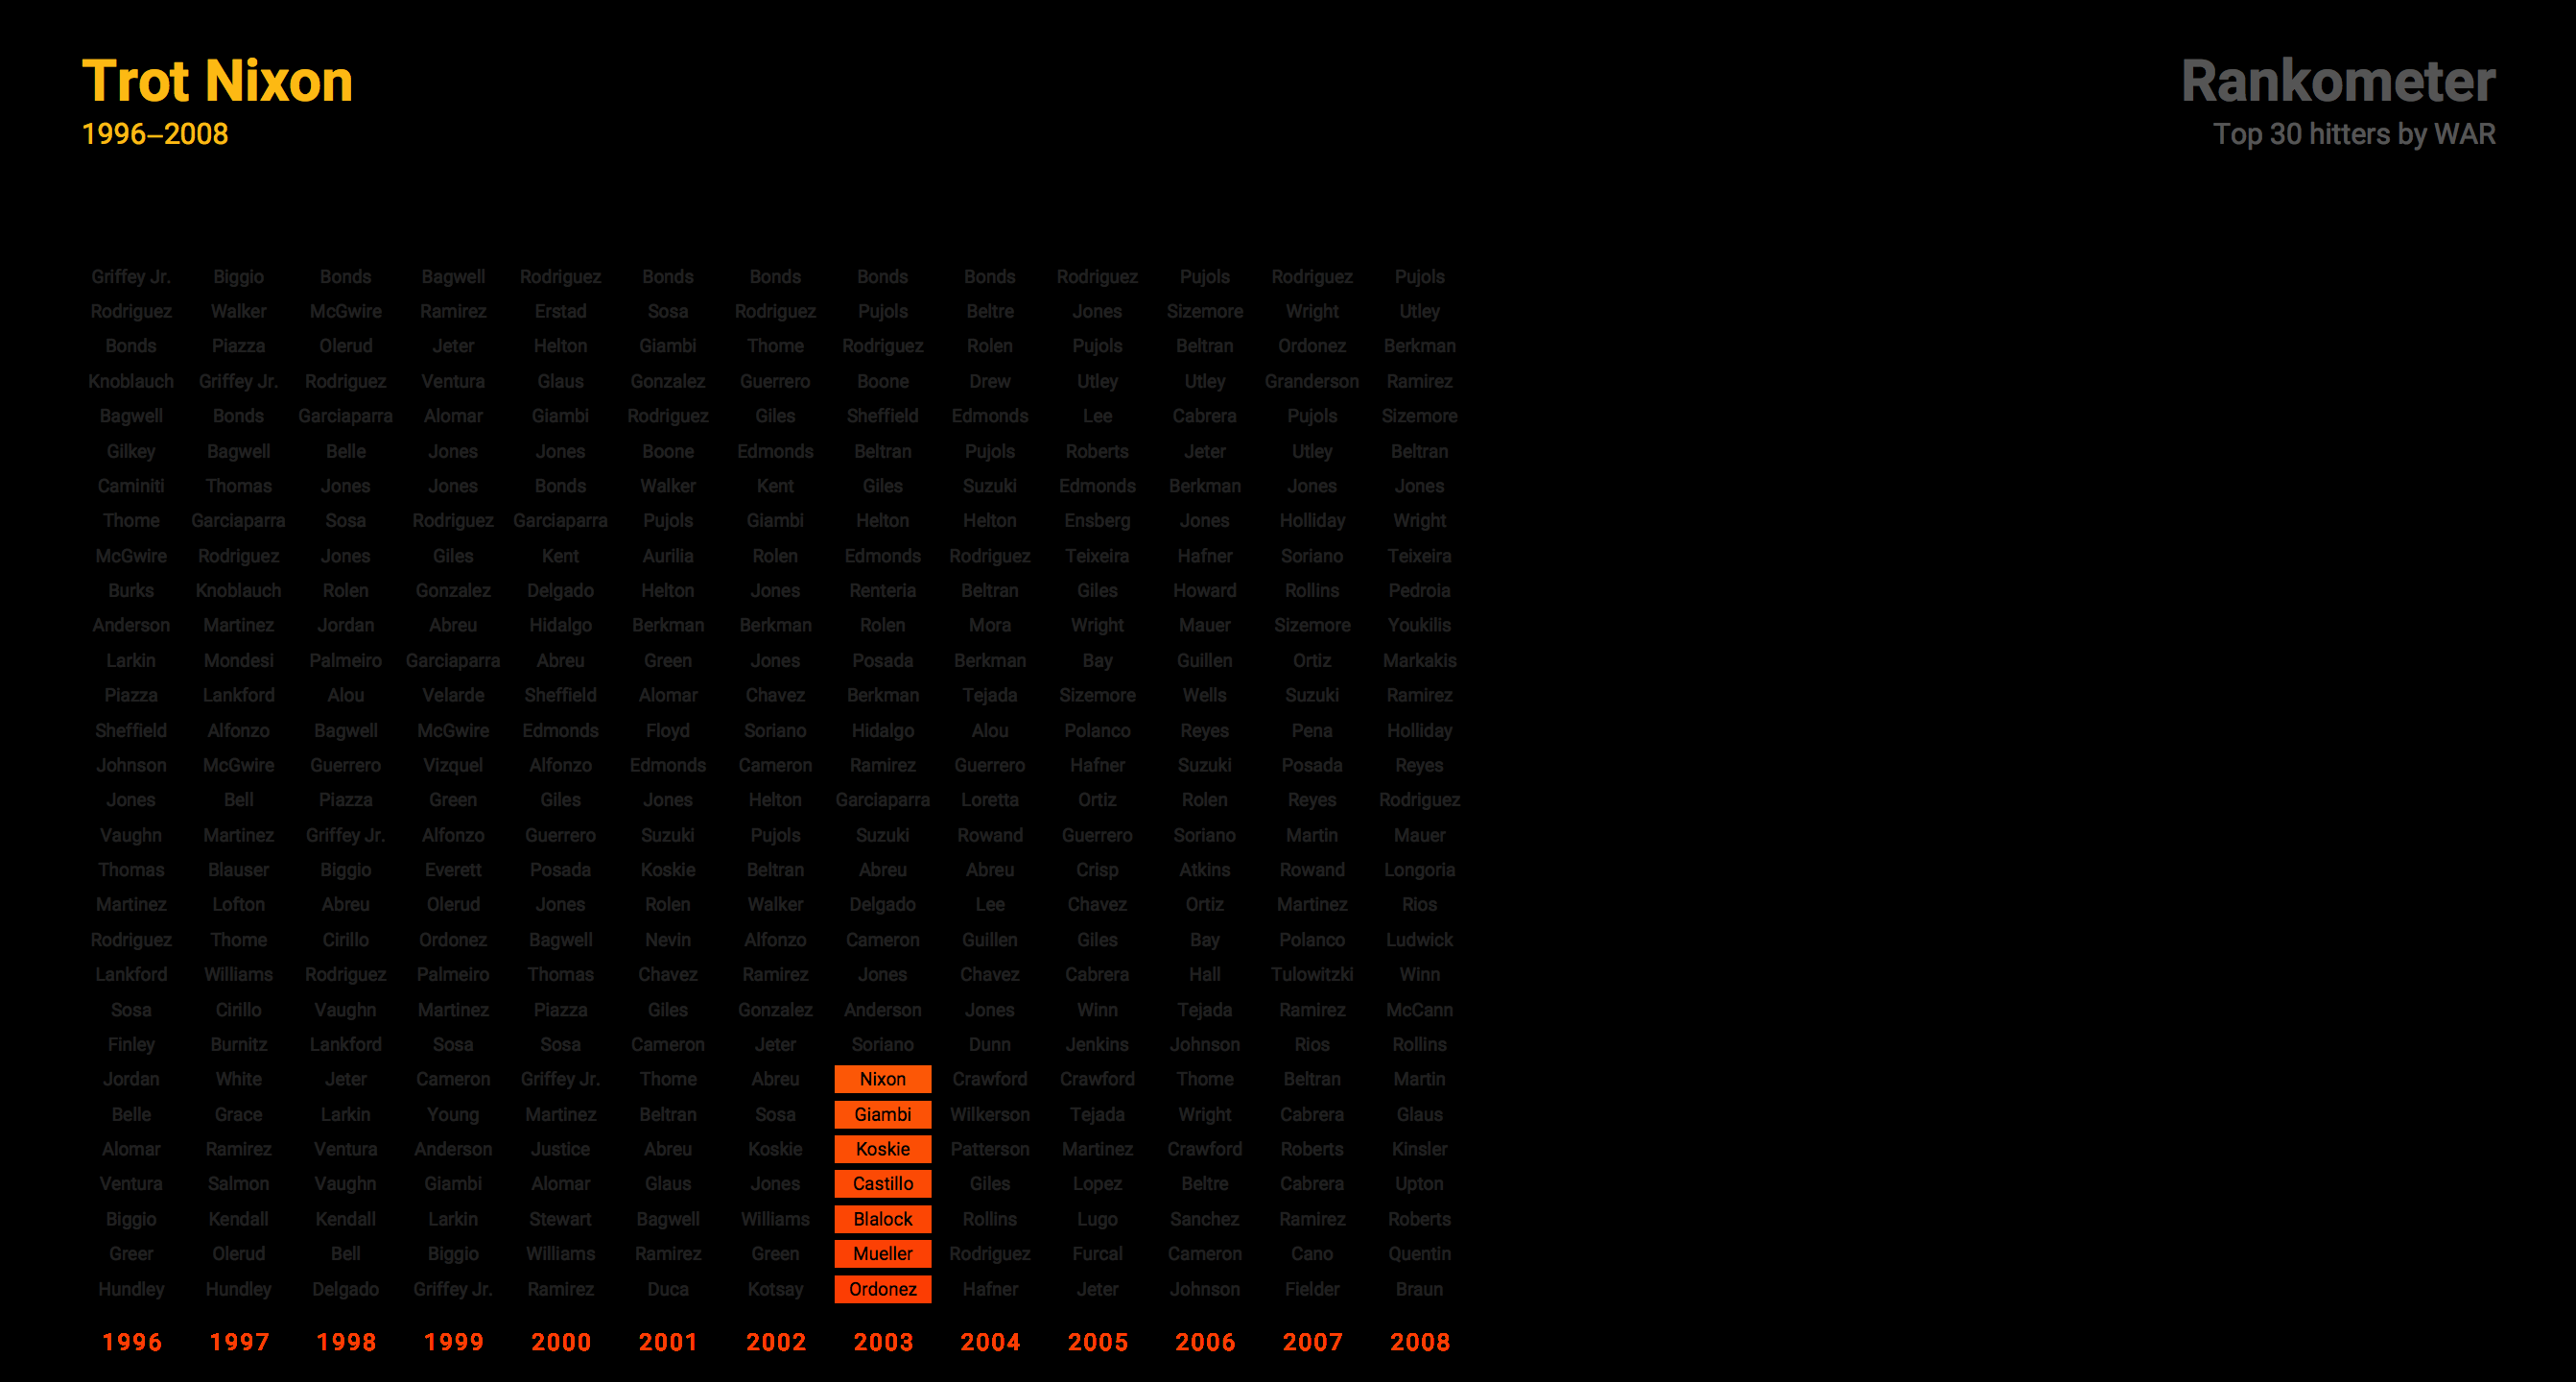 Trot Nixon
1996–2008
Rankometer
Top 30 hitters by WAR
Griffey Jr. Biggio Bonds Bagwell Rodriguez Bonds Bonds Bonds Bonds Rodriguez Pujols Rodriguez Pujols
Rodriguez Walker McGwire Ramirez Erstad Sosa Rodriguez Pujols Beltre Jones Sizemore Wright Utley
Bonds Piazza Olerud Jeter Helton Giambi Thome Rodriguez Rolen Pujols Beltran Ordonez Berkman
Knoblauch Griffey Jr. Rodriguez Ventura Glaus Gonzalez Guerrero Boone Drew Utley Utley Granderson Ramirez
Bagwell Bonds Garciaparra Alomar Giambi Rodriguez Giles Sheffield Edmonds Lee Cabrera Pujols Sizemore
Gilkey Bagwell Belle Jones Jones Boone Edmonds Beltran Pujols Roberts Jeter Utley Beltran
Caminiti Thomas Jones Jones Bonds Walker Kent Giles Suzuki Edmonds Berkman Jones Jones
Thome Garciaparra Sosa Rodriguez Garciaparra Pujols Giambi Helton Helton Ensberg Jones Holliday Wright
McGwire Rodriguez Jones Giles Kent Aurilia Rolen Edmonds Rodriguez Teixeira Hafner Soriano Teixeira
Burks Knoblauch Rolen Gonzalez Delgado Helton Jones Renteria Beltran Giles Howard Rollins Pedroia
Anderson Martinez Jordan Abreu Hidalgo Berkman Berkman Rolen Mora Wright Mauer Sizemore Youkilis
Larkin Mondesi Palmeiro Garciaparra Abreu Green Jones Posada Berkman Bay Guillen Ortiz Markakis
Piazza Lankford Alou Velarde Sheffield Alomar Chavez Berkman Tejada Sizemore Wells Suzuki Ramirez
Sheffield Alfonzo Bagwell McGwire Edmonds Floyd Soriano Hidalgo Alou Polanco Reyes Pena Holliday
Johnson McGwire Guerrero Vizquel Alfonzo Edmonds Cameron Ramirez Guerrero Hafner Suzuki Posada Reyes
Jones Bell Piazza Green Giles Jones Helton Garciaparra Loretta Ortiz Rolen Reyes Rodriguez
Vaughn Martinez Griffey Jr. Alfonzo Guerrero Suzuki Pujols Suzuki Rowand Guerrero Soriano Martin Mauer
Thomas Blauser Biggio Everett Posada Koskie Beltran Abreu Abreu Crisp Atkins Rowand Longoria
Martinez Lofton Abreu Olerud Jones Rolen Walker Delgado Lee Chavez Ortiz Martinez Rios
Rodriguez Thome Cirillo Ordonez Bagwell Nevin Alfonzo Cameron Guillen Giles Bay Polanco Ludwick
Lankford Williams Rodriguez Palmeiro Thomas Chavez Ramirez Jones Chavez Cabrera Hall Tulowitzki Winn
Sosa Cirillo Vaughn Martinez Piazza Giles Gonzalez Anderson Jones Winn Tejada Ramirez McCann
Finley Burnitz Lankford Sosa Sosa Cameron Jeter Soriano Dunn Jenkins Johnson Rios Rollins
Jordan White Jeter Cameron Griffey Jr. Thome Abreu Nixon Crawford Crawford Thome Beltran Martin
Belle Grace Larkin Young Martinez Beltran Sosa Giambi Wilkerson Tejada Wright Cabrera Glaus
Alomar Ramirez Ventura Anderson Justice Abreu Koskie Koskie Patterson Martinez Crawford Roberts Kinsler
Ventura Salmon Vaughn Giambi Alomar Glaus Jones Castillo Giles Lopez Beltre Cabrera Upton
Biggio Kendall Kendall Larkin Stewart Bagwell Williams Blalock Rollins Lugo Sanchez Ramirez Roberts
Greer Olerud Bell Biggio Williams Ramirez Green Mueller Rodriguez Furcal Cameron Cano Quentin
Hundley Hundley Delgado Griffey Jr. Ramirez Duca Kotsay Ordonez Hafner Jeter Johnson Fielder Braun
1996 1997 1998 1999 2000 2001 2002 2003 2004 2005 2006 2007 2008